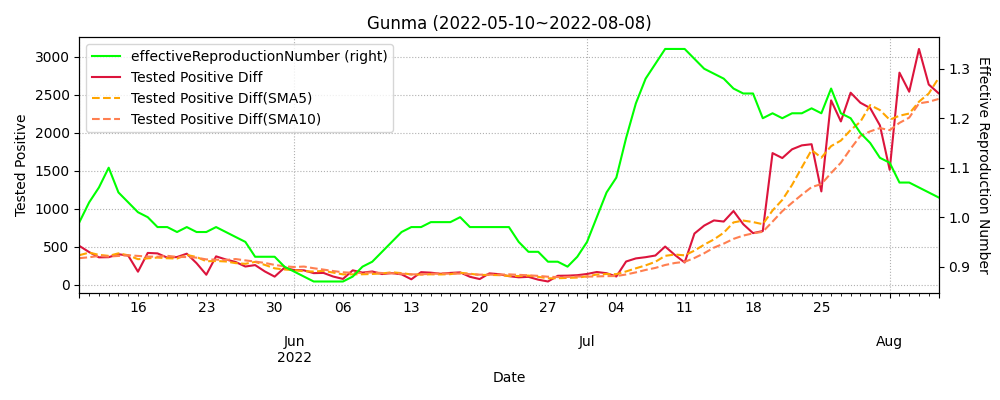 Gunma (2022-05-10~2022-08-08)
effectiveReproductionNumber (right)
Tested Positive Diff
Tested Positive Diff(SMA5)
Tested Positive Diff(SMA10)
Tested Positive
3000
2500
2000
1500
1000
500
0
1.3
1.2
1.1
1.0
0.9
Effective Reproduction Number
16 23 30 06 13 20 27 04 11 18 25
Jun Jul Aug
2022
Date